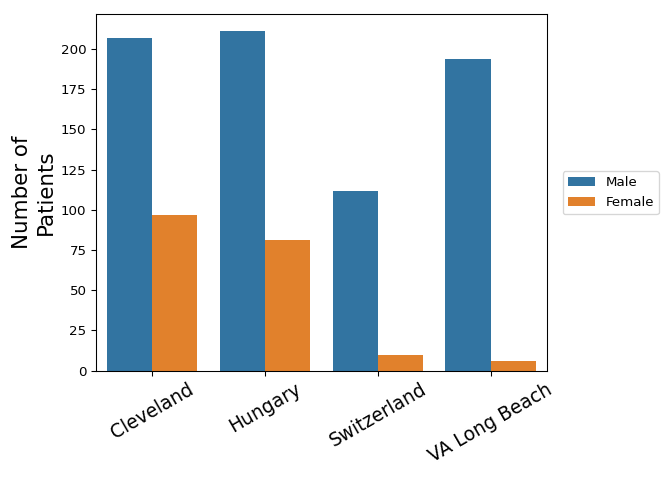 Number of
Patients
200
175
150
125
100
75
50
25
0
Cleveland
Hungary
Switzerland
VA Long Beach
Male
Female